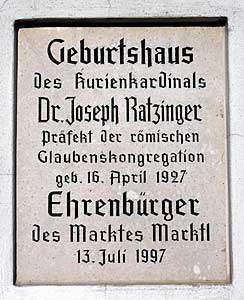 Geburtshaus
des Kurienkardinals
Dr. Joseph Ratzinger
Präfekt der römischen
Glaubenskongregation
geb. 16. April 1927
Ehrenbürger
des Marktes Marktl
13. Juli 1997